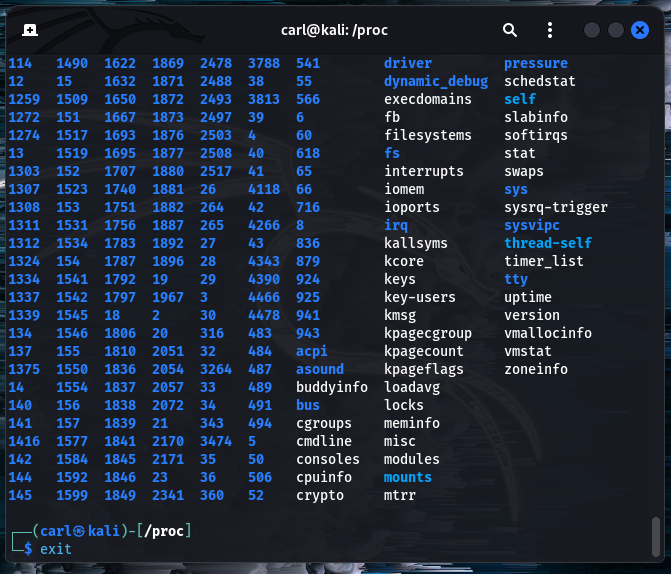 carl@kali: /proc
114 1490 1622 1869 2478 3788 541 driver pressure
12 15 1632 1871 2488 38 55 dynamic_debug schedstat
1259 1509 1650 1872 2493 3813 566 execdomains self
1272 151 1667 1873 2497 39 6 fb slabinfo
1274 1517 1693 1876 2503 4 60 filesystems softirqs
13 1519 1695 1877 2508 40 618 fs stat
1303 152 1707 1880 2517 41 65 interrupts swaps
1307 1523 1740 1881 26 4118 66 iomem sys
1308 153 1751 1882 264 42 716 ioports sysrq-trigger
1311 1531 1756 1887 265 4266 8 irq sysvipc
1312 1534 1783 1892 27 43 836 kallsyms thread-self
1324 154 1787 1896 28 4343 879 kcore timer_list
1334 1541 1792 19 29 4390 924 keys tty
1337 1542 1797 1967 3 4466 925 key-users uptime
1339 1545 18 2 30 4478 941 kmsg version
134 1546 1806 20 316 483 943 kpagecgroup vmallocinfo
137 155 1810 2051 32 484 acpi kpagecount vmstat
1375 1550 1836 2054 3264 487 asound kpageflags zoneinfo
14 1554 1837 2057 33 489 buddyinfo loadavg
140 156 1838 2072 34 491 bus locks
141 157 1839 21 343 494 cgroups meminfo
1416 1577 1841 2170 3474 5 cmdline misc
142 1584 1845 2171 35 50 consoles modules
144 1592 1846 23 36 506 cpuinfo mounts
145 1599 1849 2341 360 52 crypto mtrr
┌──(carl㉿kali)-[/proc]
└─$ exit